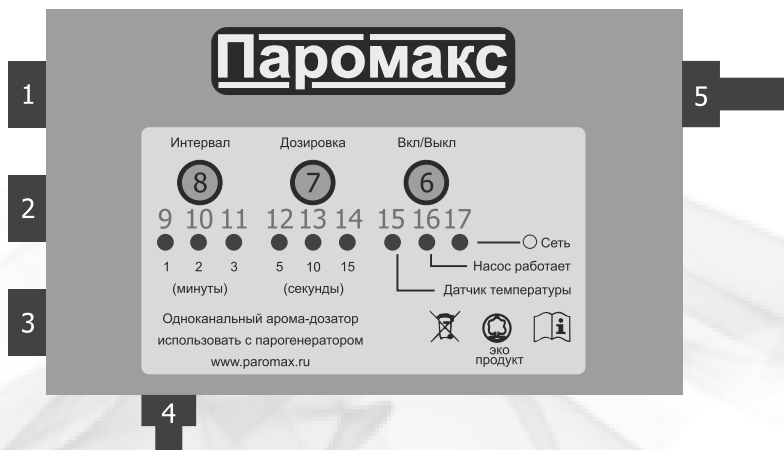 Паромакс
1
5
Интервал Дозировка Вкл/Выкл
8 7 6
2
9 10 11 12 13 14 15 16 17
Сеть
1 2 3 5 10 15 Насос работает
(минуты) (секунды) Датчик температуры
3
Одноканальный арома-дозатор
использовать с парогенератором
www.paromax.ru
i
эко
продукт
4